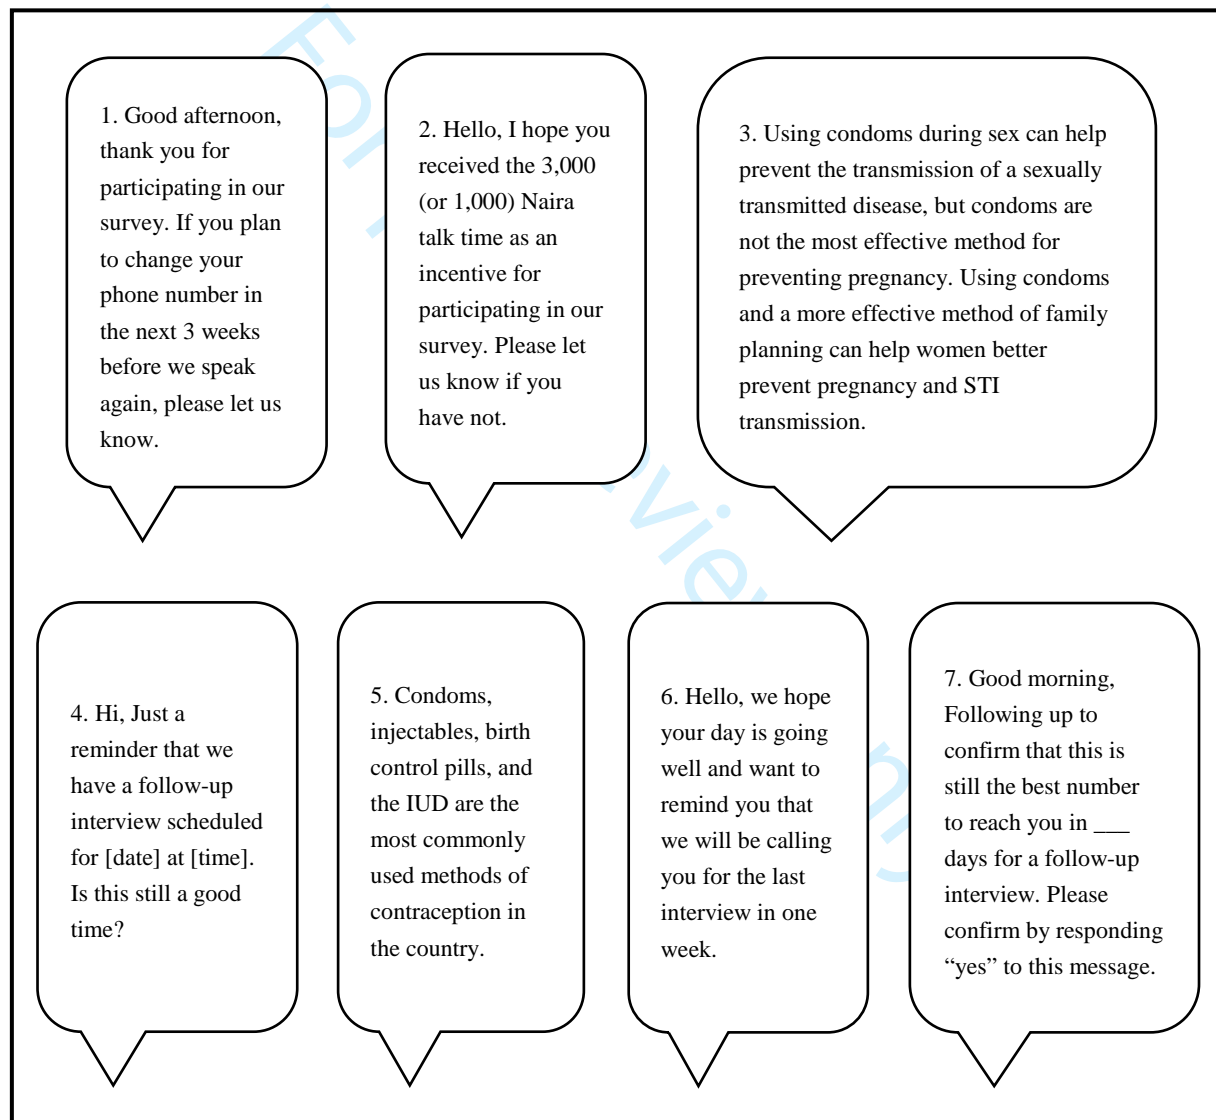 1. Good afternoon,
thank you for
participating in our
survey. If you plan
to change your
phone number in
the next 3 weeks
before we speak
again, please let us
know.
2. Hello, I hope you
received the 3,000
(or 1,000) Naira
talk time as an
incentive for
participating in our
survey. Please let
us know if you
have not.
3. Using condoms during sex can help
prevent the transmission of a sexually
transmitted disease, but condoms are
not the most effective method for
preventing pregnancy. Using condoms
and a more effective method of family
planning can help women better
prevent pregnancy and STI
transmission.
4. Hi, Just a
reminder that we
have a follow-up
interview scheduled
for [date] at [time].
Is this still a good
time?
5. Condoms,
injectables, birth
control pills, and
the IUD are the
most commonly
used methods of
contraception in
the country.
6. Hello, we hope
your day is going
well and want to
remind you that
we will be calling
you for the last
interview in one
week.
7. Good morning,
Following up to
confirm that this is
still the best number
to reach you in ___
days for a follow-up
interview. Please
confirm by responding
“yes” to this message.